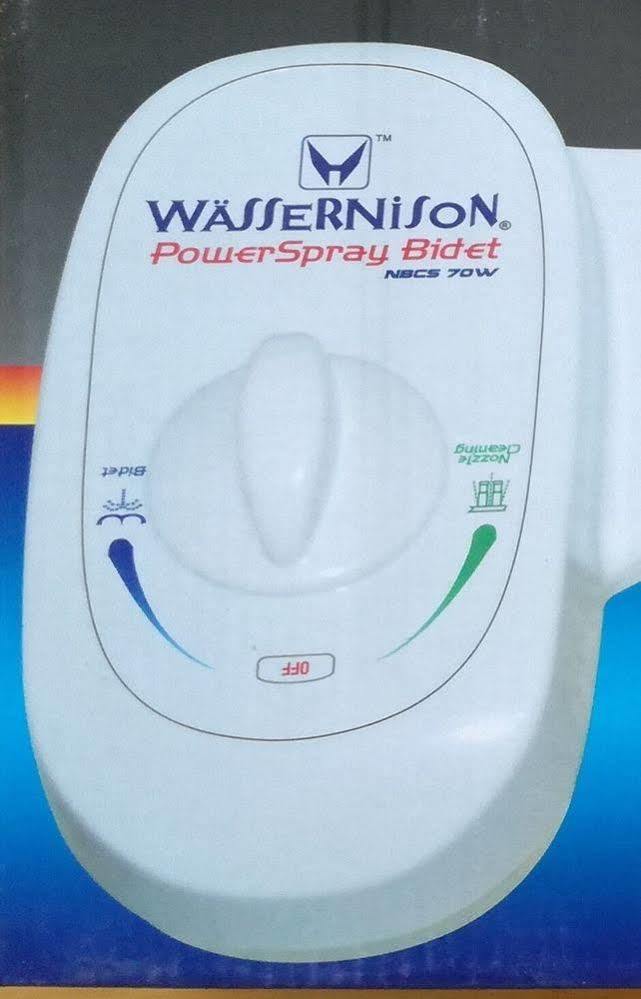 TM
WÄSSERNISON®
PowerSpray Bidet
NBCS 70W
Bidet
Nozzle
Cleaning
OFF